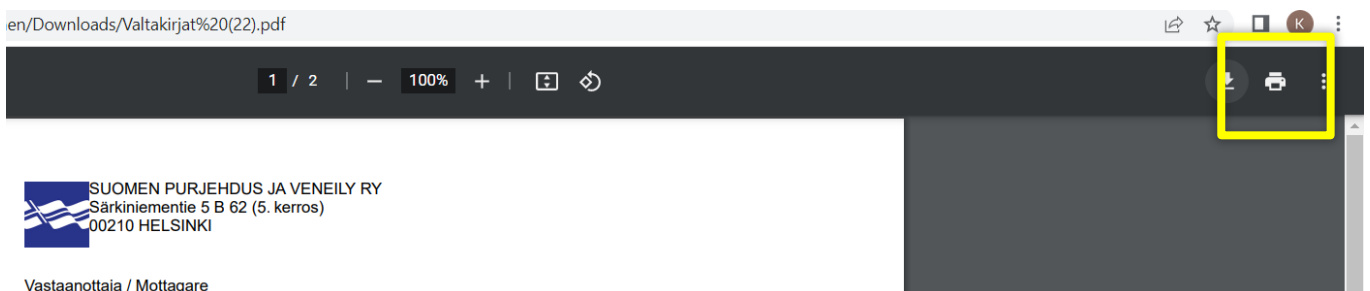 en/Downloads/Valtakirjat%20(22).pdf
K
1 / 2 | − 100% + |
SUOMEN PURJEHDUS JA VENEILY RY
Särkiniementie 5 B 62 (5. kerros)
00210 HELSINKI
Vastaanottaja / Mottagare